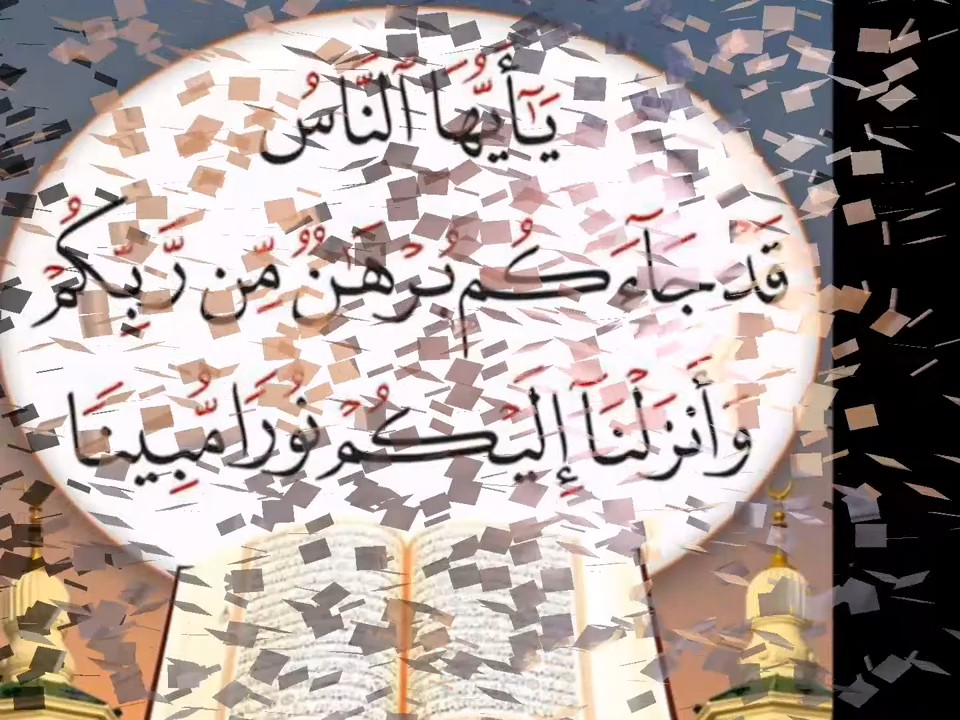 يَٰٓأَيُّهَا ٱلنَّاسُ
قَدْ جَآءَكُم بُرْهَٰنٌ مِّن رَّبِّكُمْ
وَأَنزَلْنَآ إِلَيْكُمْ نُورًا مُّبِينًا